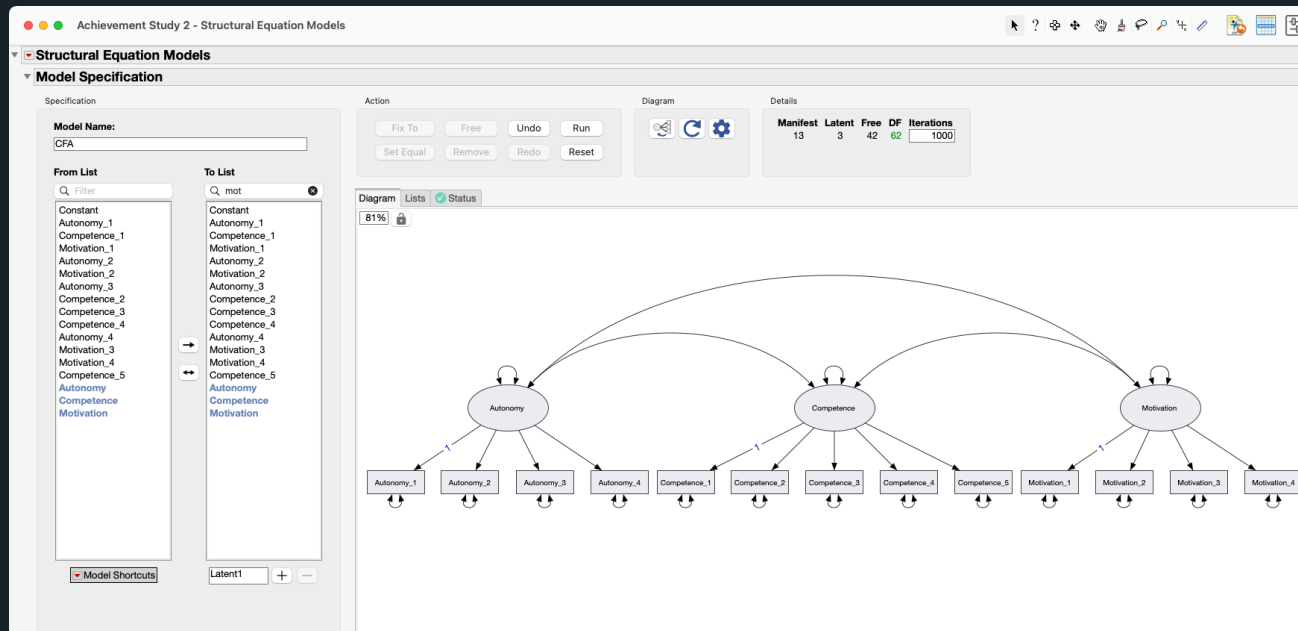 Achievement Study 2 - Structural Equation Models
Structural Equation Models
Model Specification
Specification
Model Name:
CFA
From List
To List
Filter
mot
Constant
Autonomy_1
Competence_1
Motivation_1
Autonomy_2
Motivation_2
Autonomy_3
Competence_2
Competence_3
Competence_4
Autonomy_4
Motivation_3
Motivation_4
Competence_5
Autonomy
Competence
Motivation
Constant
Autonomy_1
Competence_1
Motivation_1
Autonomy_2
Motivation_2
Autonomy_3
Competence_2
Competence_3
Competence_4
Autonomy_4
Motivation_3
Motivation_4
Competence_5
Autonomy
Competence
Motivation
Model Shortcuts
Latent1
Action
Fix To Free Undo Run
Set Equal Remove Redo Reset
Diagram
Details
Manifest Latent Free DF Iterations
13 3 42 62 1000
Diagram Lists Status
81%
Autonomy Competence Motivation
1 1 1
Autonomy_1 Autonomy_2 Autonomy_3 Autonomy_4 Competence_1 Competence_2 Competence_3 Competence_4 Competence_5 Motivation_1 Motivation_2 Motivation_3 Motivation_4